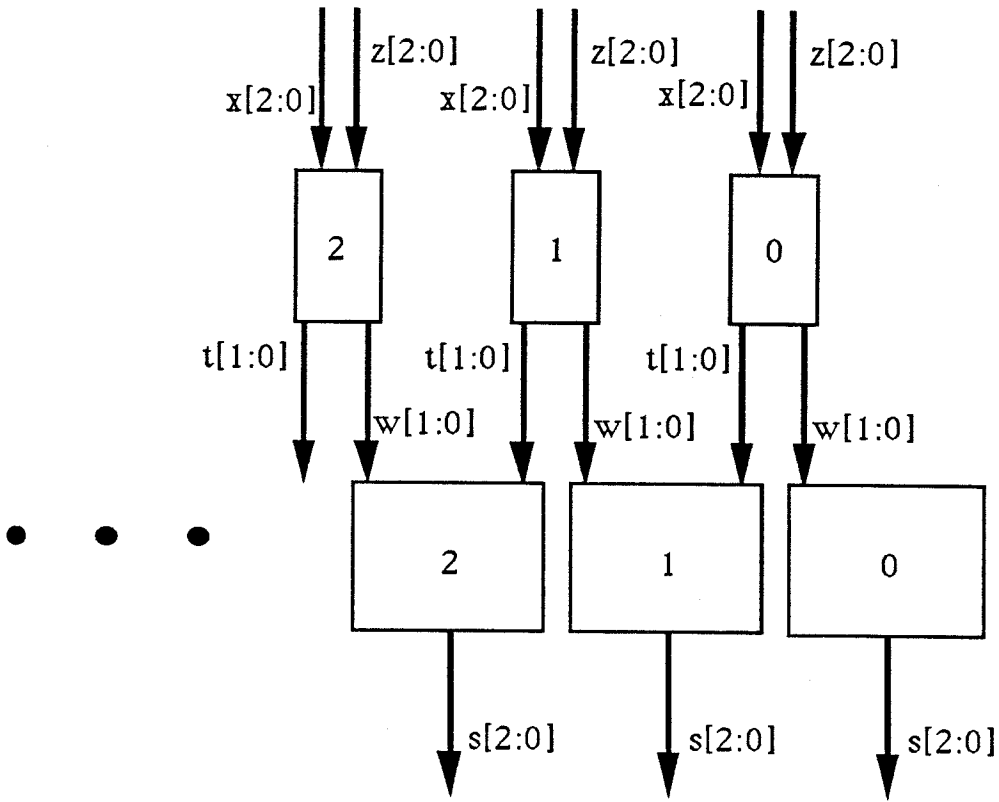 z[2:0] z[2:0] z[2:0]
x[2:0] x[2:0] x[2:0]
2 1 0
t[1:0] t[1:0] t[1:0]
w[1:0] w[1:0] w[1:0]
2 1 0
s[2:0] s[2:0] s[2:0]